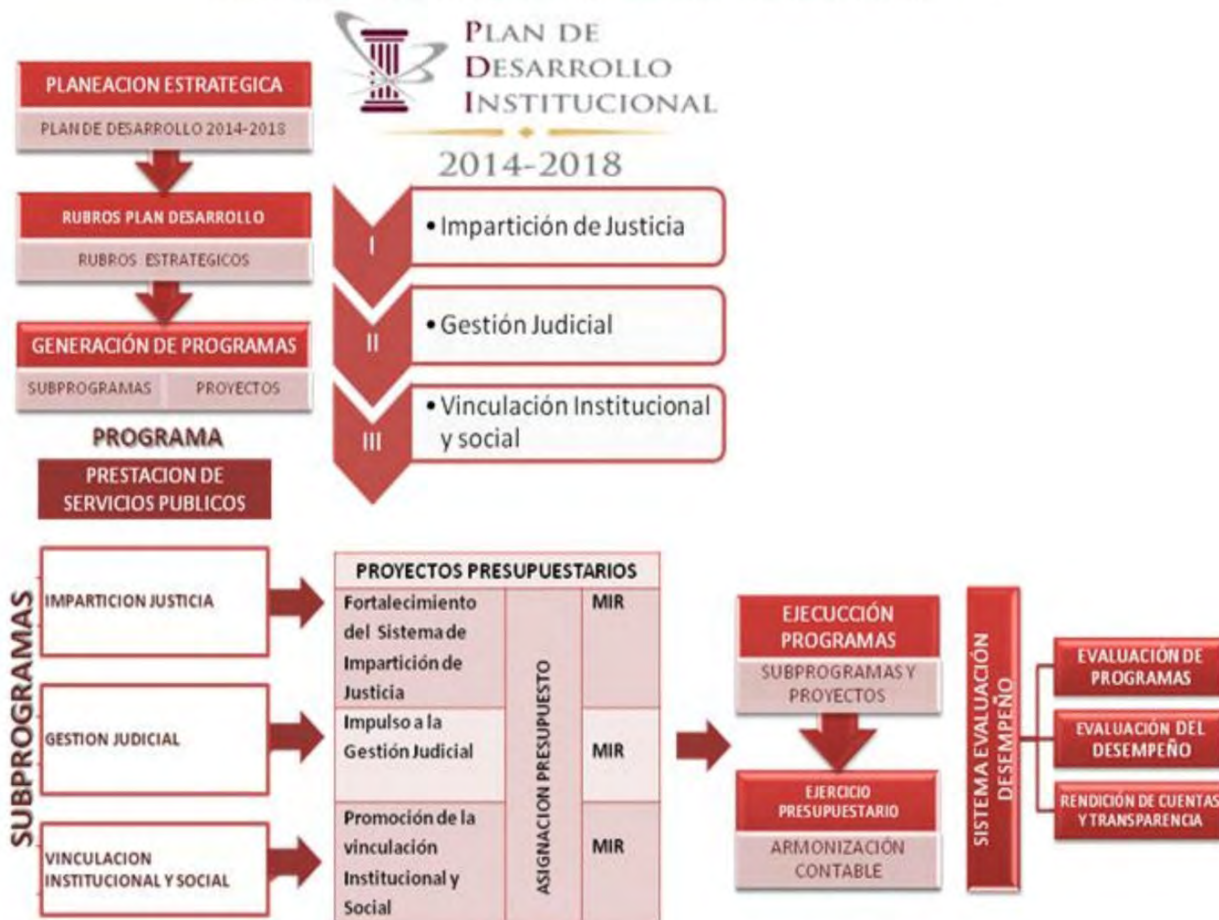 PLAN DE
DESARROLLO
INSTITUCIONAL
2014-2018
PLANEACION ESTRATEGICA
PLAN DE DESARROLLO 2014-2018
RUBROS PLAN DESARROLLO
RUBROS ESTRATEGICOS
GENERACIÓN DE PROGRAMAS
SUBPROGRAMAS PROYECTOS
I
• Impartición de Justicia
II
• Gestión Judicial
III
• Vinculación Institucional
y social
PROGRAMA
PRESTACION DE
SERVICIOS PUBLICOS
SUBPROGRAMAS
IMPARTICION JUSTICIA
GESTION JUDICIAL
VINCULACION
INSTITUCIONAL Y SOCIAL
PROYECTOS PRESUPUESTARIOS
Fortalecimiento
del Sistema de
Impartición de
Justicia
MIR
Impulso a la
Gestión Judicial
MIR
Promoción de la
vinculación
Institucional y
Social
MIR
ASIGNACION PRESUPUESTO
EJECUCCIÓN
PROGRAMAS
SUBPROGRAMAS Y
PROYECTOS
EJERCICIO
PRESUPUESTARIO
ARMONIZACIÓN
CONTABLE
SISTEMA EVALUACIÓN
DESEMPEÑO
EVALUACIÓN DE
PROGRAMAS
EVALUACIÓN DEL
DESEMPEÑO
RENDICIÓN DE CUENTAS
Y TRANSPARENCIA